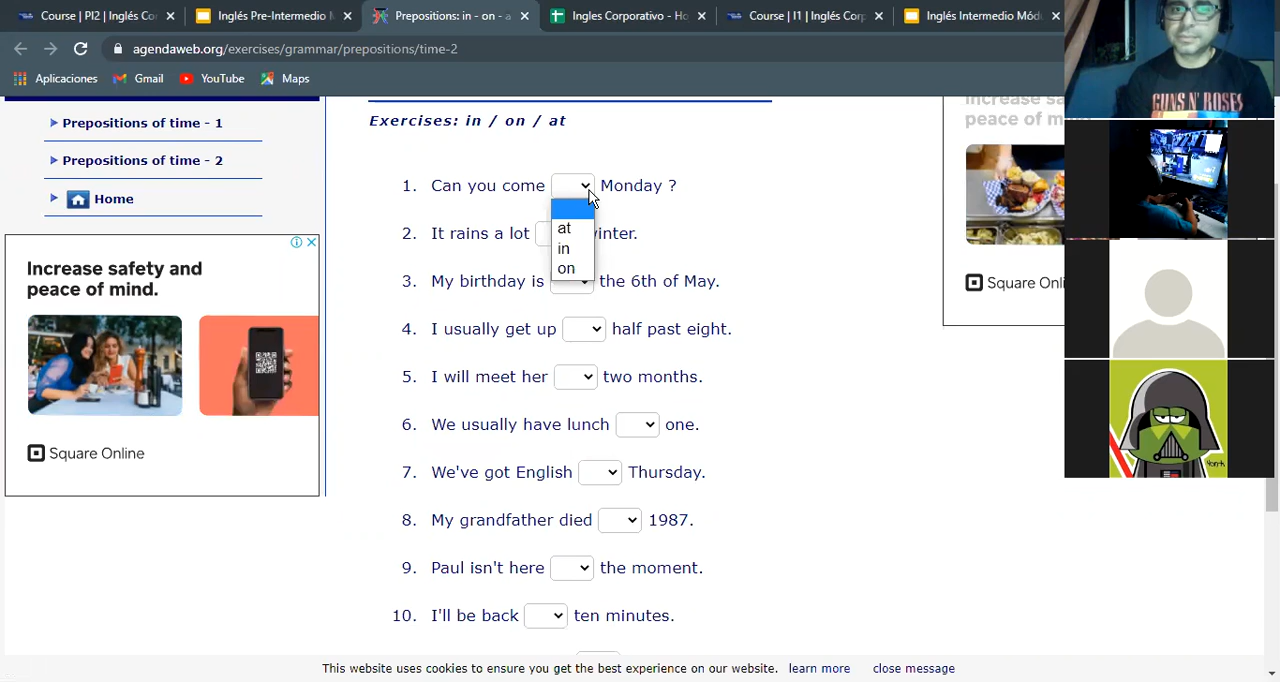 Course | PI2 | Inglés Co
Inglés Pre-Intermedio M
Prepositions: in - on - a
Ingles Corporativo - Ho
Course | I1 | Inglés Corp
Inglés Intermedio Módu
agendaweb.org/exercises/grammar/prepositions/time-2
Aplicaciones
Gmail
YouTube
Maps
GUNS N' ROSES
Prepositions of time - 1
Prepositions of time - 2
Home
Exercises: in / on / at
1. Can you come Monday ?
at
in
on
2. It rains a lot winter.
3. My birthday is the 6th of May.
4. I usually get up half past eight.
5. I will meet her two months.
6. We usually have lunch one.
7. We've got English Thursday.
8. My grandfather died 1987.
9. Paul isn't here the moment.
10. I'll be back ten minutes.
Increase safety and
peace of mind.
Square Online
Increase sa
peace of m
Square Onli
This website uses cookies to ensure you get the best experience on our website. learn more close message